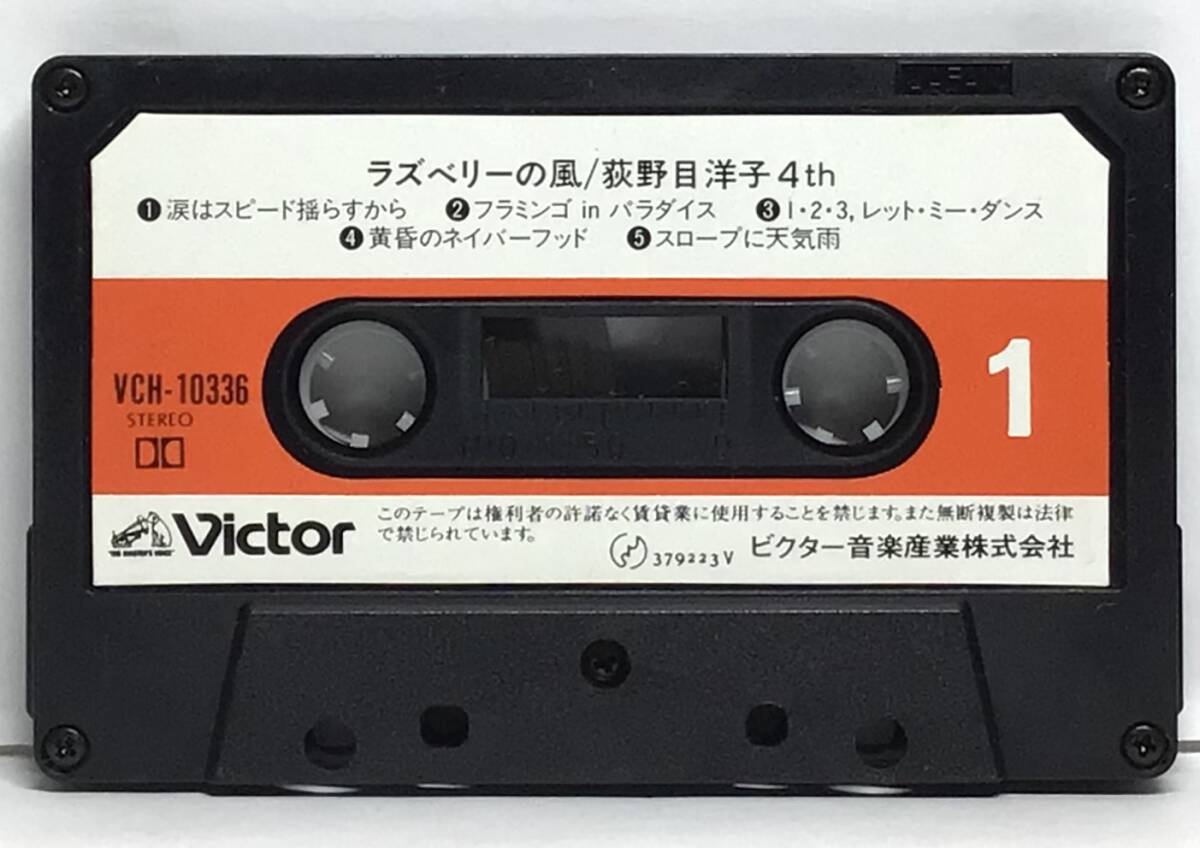 ラズベリーの風/荻野目洋子4th
❶涙はスピード揺らすから ❷フラミンゴ in パラダイス ❸1・2・3,レット・ミー・ダンス
❹黄昏のネイバーフッド ❺スロープに天気雨
VCH-10336
STEREO
1
"HIS MASTER'S VOICE"
Victor
このテープは権利者の許諾なく賃貸業に使用することを禁じます。また無断複製は法律
で禁じられています。
379223V ビクター音楽産業株式会社